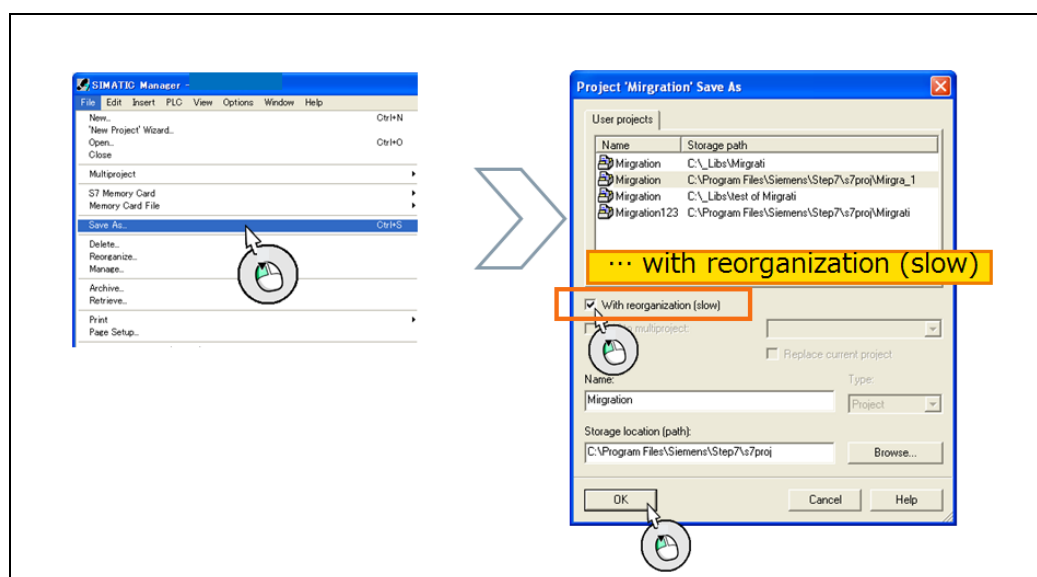 SIMATIC Manager -
File Edit Insert PLC View Options Window Help
New... Ctrl+N
'New Project' Wizard...
Open... Ctrl+O
Close
Multiproject
S7 Memory Card
Memory Card File
Save As... Ctrl+S
Delete...
Reorganize...
Manage...
Archive...
Retrieve...
Print
Page Setup...
Project 'Mirgration' Save As
User projects
Name Storage path
Mirgration C:\_Libs\Mirgrati
Mirgration C:\Program Files\Siemens\Step7\s7proj\Mirgra_1
Mirgration C:\_Libs\test of Mirgrati
Mirgration123 C:\Program Files\Siemens\Step7\s7proj\Mirgrati
... with reorganization (slow)
With reorganization (slow)
multiproject:
Replace current project
Name: Type:
Mirgration Project
Storage location (path):
C:\Program Files\Siemens\Step7\s7proj Browse...
OK Cancel Help